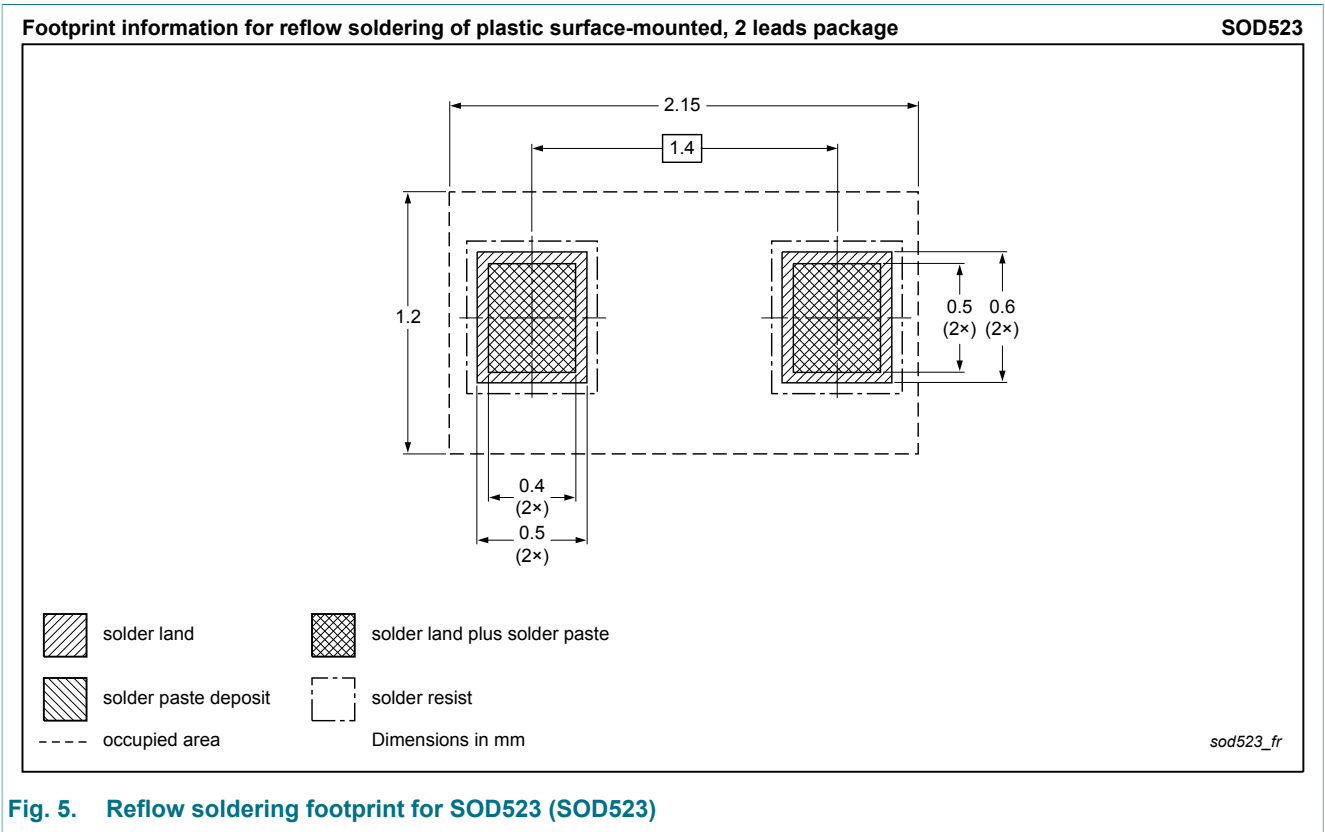 Footprint information for reflow soldering of plastic surface-mounted, 2 leads package SOD523
2.15
1.4
1.2
0.5 0.6
(2×) (2×)
0.4
(2×)
0.5
(2×)
solder land
solder land plus solder paste
solder paste deposit
solder resist
occupied area
Dimensions in mm
sod523_fr
Fig. 5. Reflow soldering footprint for SOD523 (SOD523)